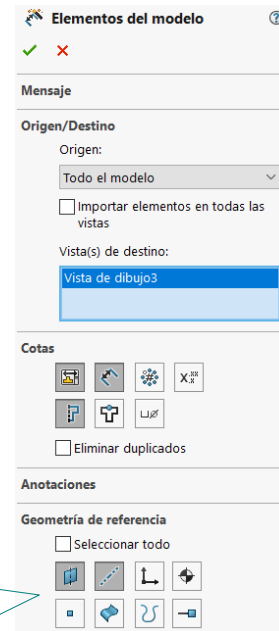 Elementos del modelo
Mensaje
Origen/Destino
Origen:
Todo el modelo
Importar elementos en todas las
vistas
Vista(s) de destino:
Vista de dibujo3
Cotas
x.xx
x
Eliminar duplicados
Anotaciones
Geometría de referencia
Seleccionar todo